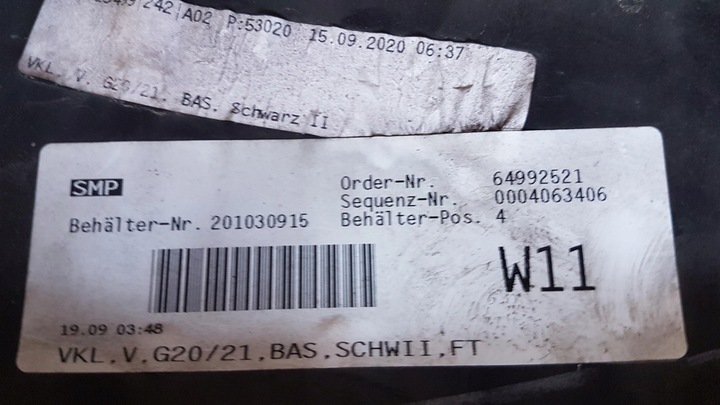 242|A02 P:53020 15.09.2020 06:37
VKL. V. G20/21. BAS. Schwarz II
SMP
Order-Nr. 64992521
Sequenz-Nr. 0004063406
Behälter-Nr. 201030915 Behälter-Pos. 4
W11
19.09 03:48
VKL.V.G20/21.BAS.SCHWII.FT